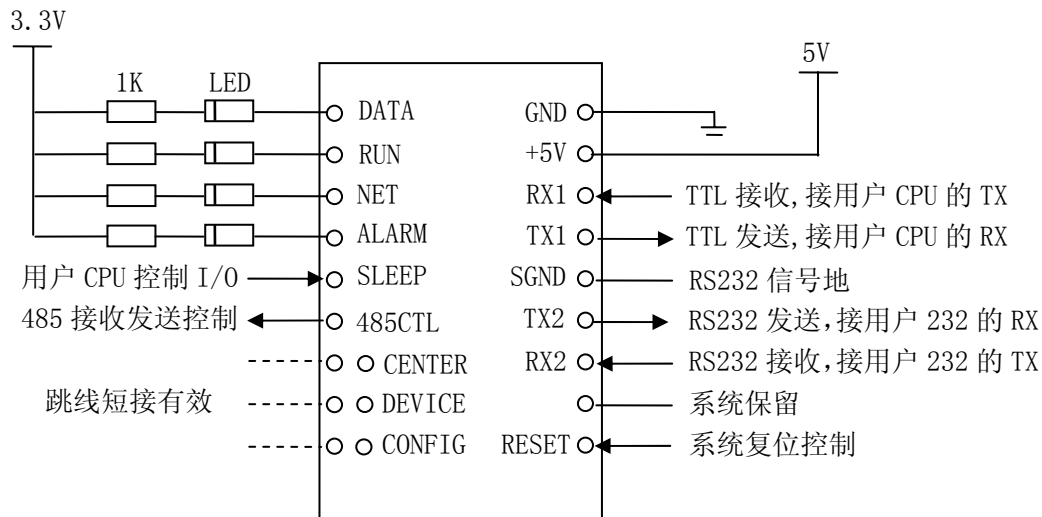 3.3V
5V
1K LED
DATA GND
RUN +5V
NET RX1 TTL 接收,接用户 CPU 的 TX
ALARM TX1 TTL 发送,接用户 CPU 的 RX
用户 CPU 控制 I/O SLEEP SGND RS232 信号地
485 接收发送控制 485CTL TX2 RS232 发送,接用户 232 的 RX
CENTER RX2 RS232 接收,接用户 232 的 TX
跳线短接有效 DEVICE 系统保留
CONFIG RESET 系统复位控制